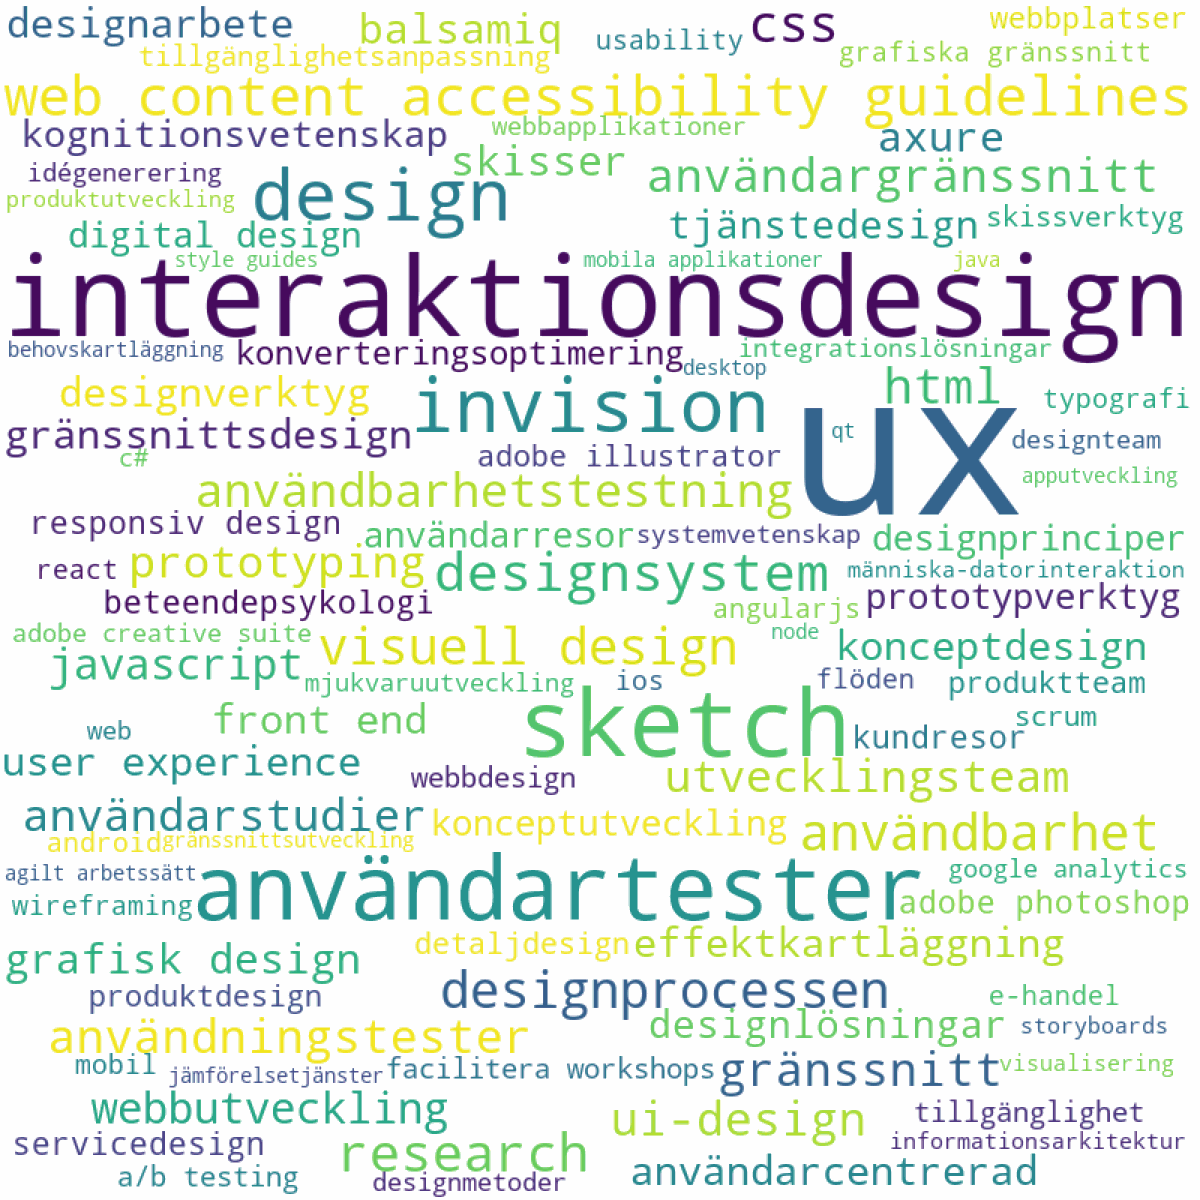 designarbete
balsamiq
usability
css
webbplatser
tillgänglighetsanpassning
grafiska gränssnitt
web content accessibility guidelines
kognitionsvetenskap
webbapplikationer
axure
idégenerering
skisser
användargränssnitt
produktutveckling
design
tjänstedesign
skissverktyg
digital design
style guides
mobila applikationer
java
interaktionsdesign
behovskartläggning
konverteringsoptimering
integrationslösningar
desktop
designverktyg
invision
html
typografi
ux
qt
gränssnittsdesign
c#
adobe illustrator
designteam
apputveckling
användbarhetstestning
responsiv design
användarresor
systemvetenskap
designprinciper
react
prototyping
designsystem
människa-datorinteraktion
beteendepsykologi
angularjs
prototypverktyg
adobe creative suite
visuell design
node
konceptdesign
javascript
mjukvaruutveckling
ios
flöden
produktteam
front end
sketch
scrum
web
kundresor
user experience
webbdesign
utvecklingsteam
användarstudier
konceptutveckling
användbarhet
android
gränssnittsutveckling
agilt arbetssätt
användartester
google analytics
wireframing
adobe photoshop
grafisk design
detaljdesign
effektkartläggning
produktdesign
designprocessen
e-handel
användningstester
designlösningar
storyboards
mobil
jämförelsetjänster
facilitera workshops
gränssnitt
visualisering
webbutveckling
ui-design
tillgänglighet
servicedesign
research
informationsarkitektur
a/b testing
designmetoder
användarcentrerad